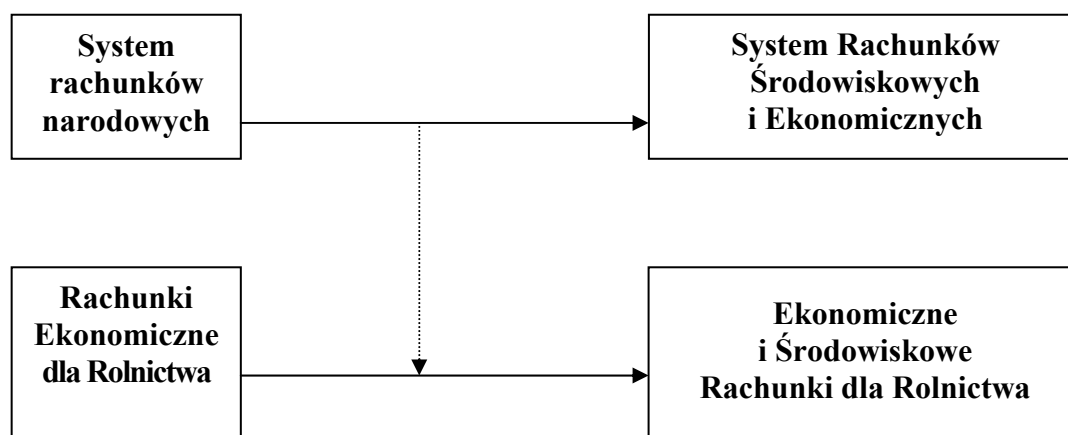 System
rachunków
narodowych
System Rachunków
Środowiskowych
i Ekonomicznych
Rachunki
Ekonomiczne
dla Rolnictwa
Ekonomiczne
i Środowiskowe
Rachunki dla Rolnictwa